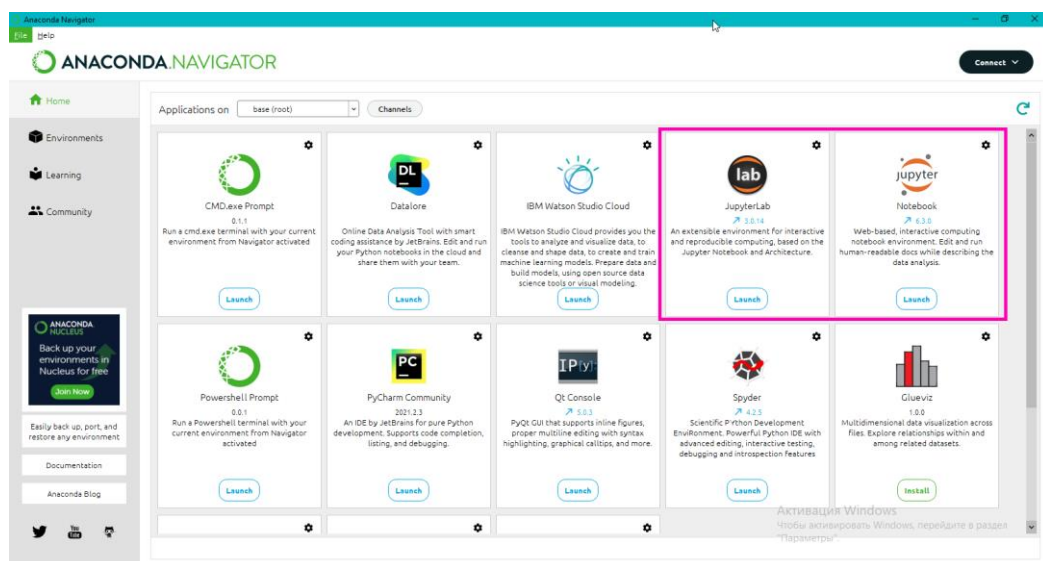 Anaconda Navigator
File Help
ANACONDA.NAVIGATOR
Connect
Home
Environments
Learning
Community
ANACONDA
NUCLEUS
Back up your
environments in
Nucleus for free
Join Now
Easily back up, port, and
restore any environment
Documentation
Anaconda Blog
You
Tube
Applications on base (root) Channels
CMD.exe Prompt
0.1.1
Run a cmd.exe terminal with your current
environment from Navigator activated
Launch
DL
Datalore
Online Data Analysis Tool with smart
coding assistance by JetBrains. Edit and run
your Python notebooks in the cloud and
share them with your team.
Launch
IBM Watson Studio Cloud
IBM Watson Studio Cloud provides you the
tools to analyze and visualize data, to
cleanse and shape data, to create and train
machine learning models. Prepare data and
build models, using open source data
science tools or visual modeling.
Launch
lab
JupyterLab
3.0.14
An extensible environment for interactive
and reproducible computing, based on the
Jupyter Notebook and Architecture.
Launch
jupyter
Notebook
6.3.0
Web-based, interactive computing
notebook environment. Edit and run
human-readable docs while describing the
data analysis.
Launch
Powershell Prompt
0.0.1
Run a Powershell terminal with your
current environment from Navigator
activated
Launch
PC
PyCharm Community
2021.2.3
An IDE by JetBrains for pure Python
development. Supports code completion,
listing, and debugging.
Launch
IP[y]:
Qt Console
5.0.3
PyQt GUI that supports inline figures,
proper multiline editing with syntax
highlighting, graphical calltips, and more.
Launch
Spyder
4.2.5
Scientific Python Development
EnviRonment. Powerful Python IDE with
advanced editing, interactive testing,
debugging and introspection features
Launch
Glueviz
1.0.0
Multidimensional data visualization across
files. Explore relationships within and
among related datasets.
Install
Активация Windows
Чтобы активировать Windows, перейдите в раздел
"Параметры".